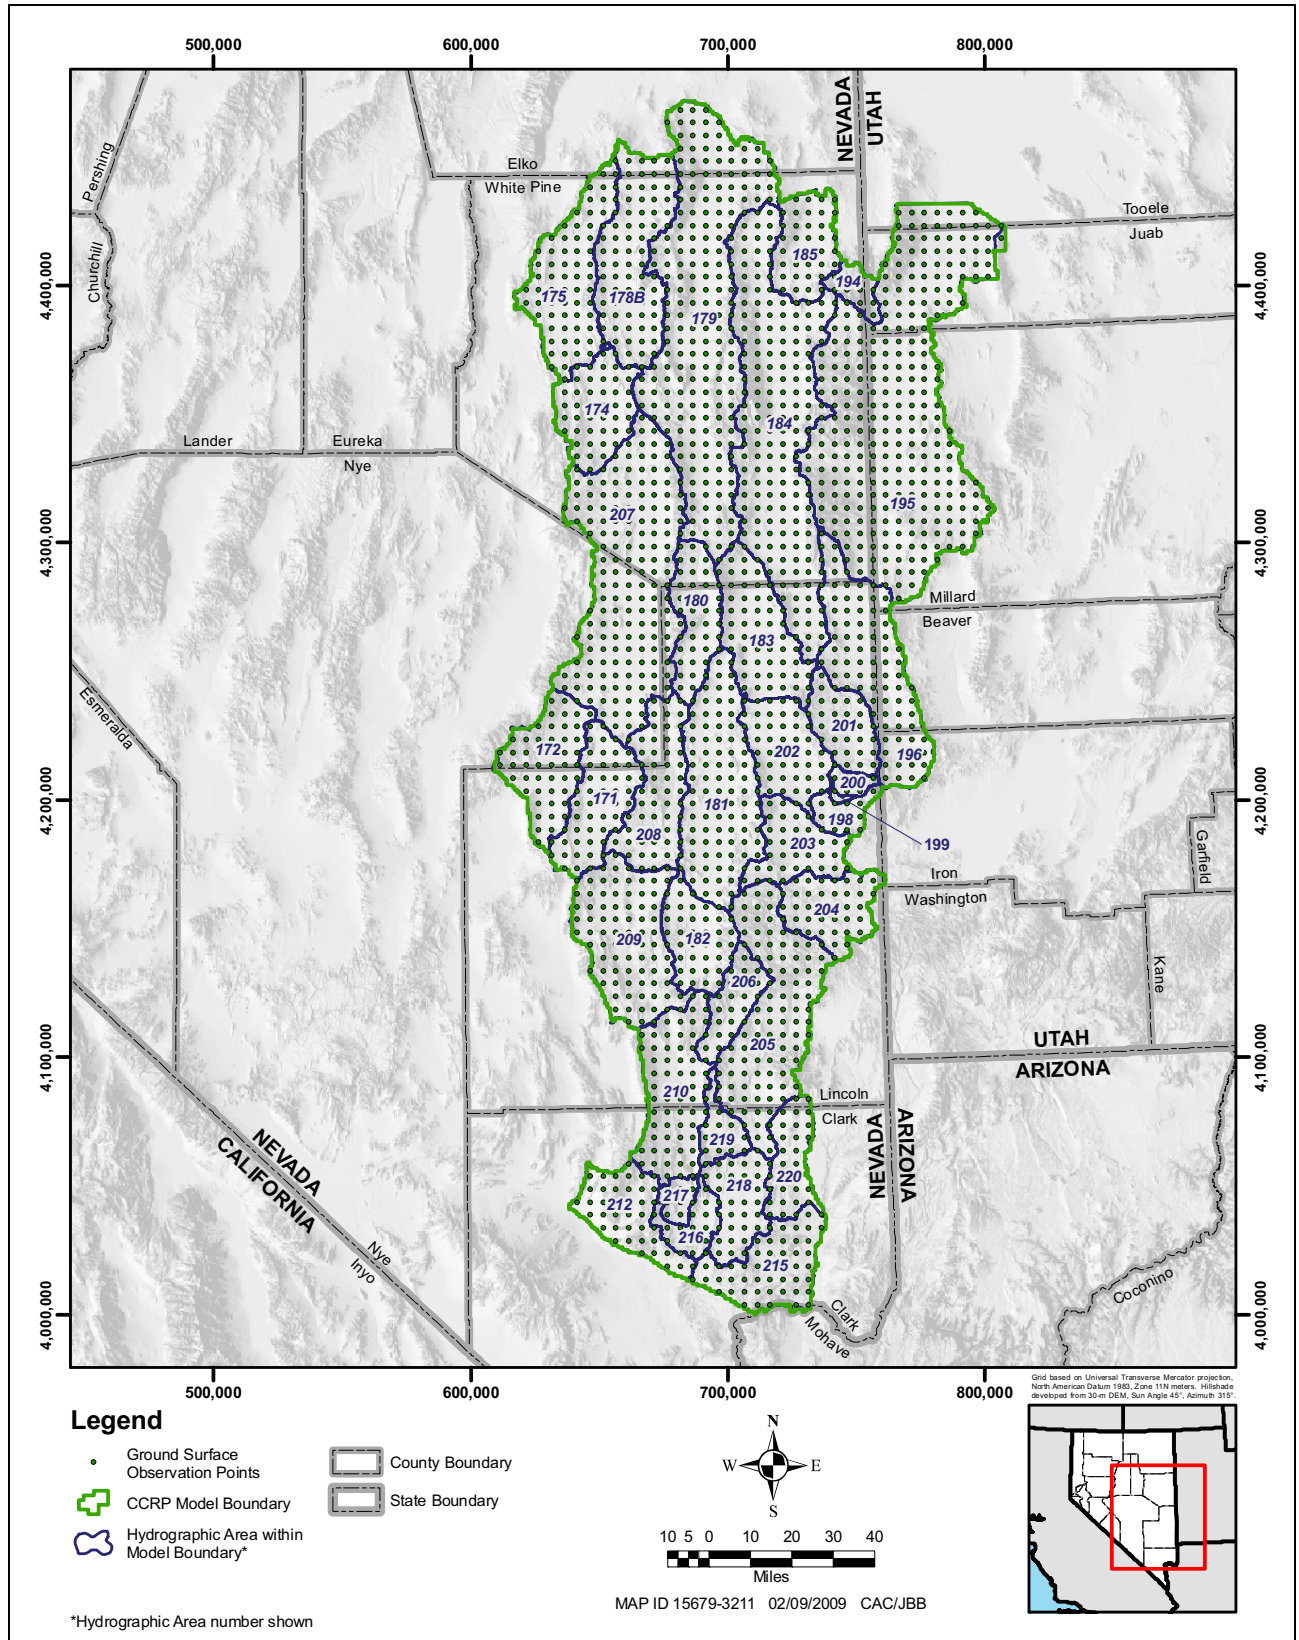 500,000
600,000
700,000
800,000
NEVADA
UTAH
Pershing
Elko
White Pine
Churchill
Tooele
Juab
4,400,000
4,400,000
185
194
175
178B
179
174
184
Lander
Eureka
Nye
195
207
4,300,000
4,300,000
Millard
Beaver
180
183
Esmeralda
201
172
202
196
200
4,200,000
4,200,000
171
181
198
208
203
199
Garfield
Iron
Washington
204
209
182
Kane
206
205
UTAH
ARIZONA
4,100,000
4,100,000
210
Lincoln
Clark
NEVADA
CALIFORNIA
219
NEVADA
ARIZONA
217
218
220
212
216
215
Nye
Inyo
Coconino
Clark
Mohave
4,000,000
4,000,000
500,000
600,000
700,000
800,000
Grid based on Universal Transverse Mercator projection,
North American Datum 1983, Zone 11N meters. Hillshade
developed from 30-m DEM, Sun Angle 45°, Azimuth 315°.
Legend
Ground Surface
Observation Points
CCRP Model Boundary
Hydrographic Area within
Model Boundary*
County Boundary
State Boundary
N
W
E
S
10 5 0 10 20 30 40
Miles
MAP ID 15679-3211 02/09/2009 CAC/JBB
*Hydrographic Area number shown